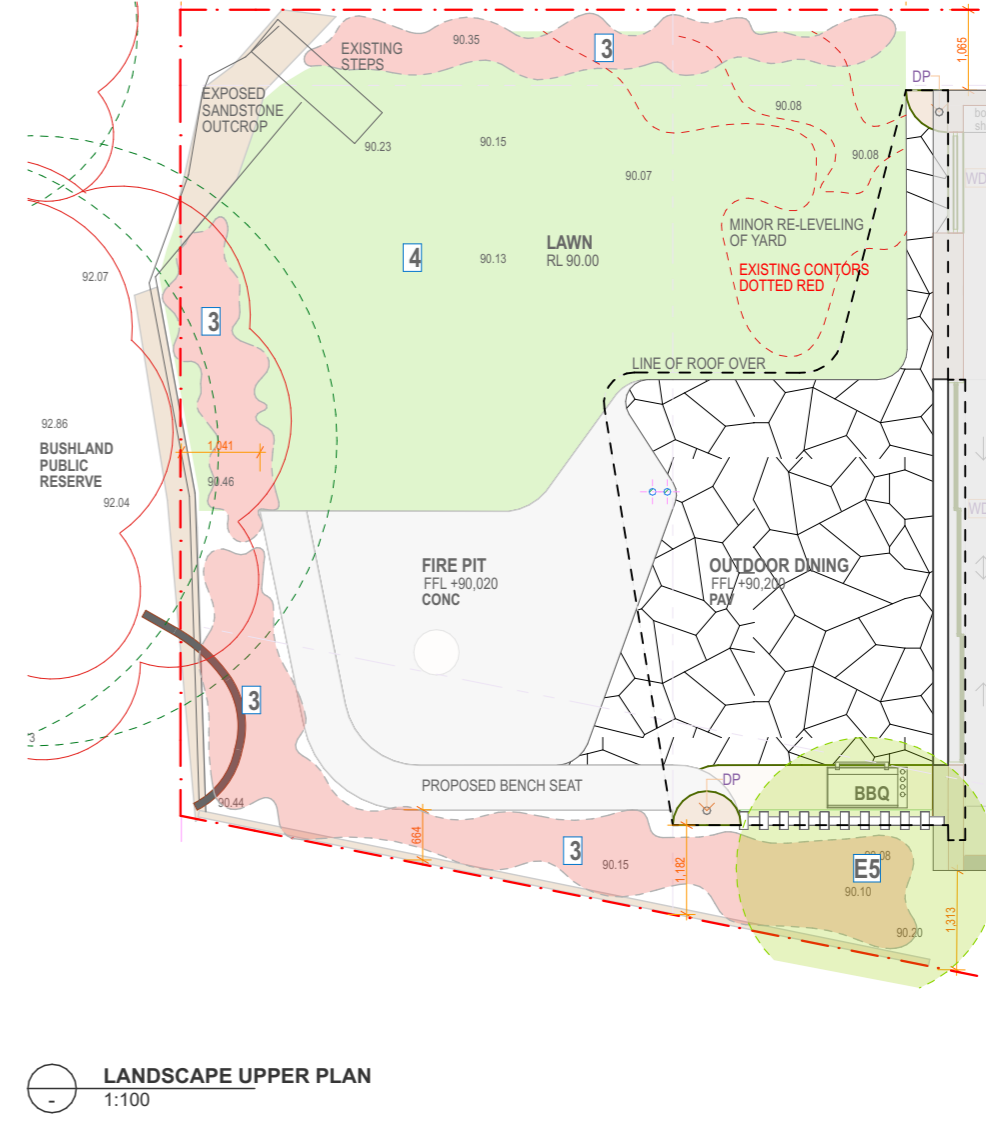 90.35
3
EXISTING
STEPS
1,065
DP
EXPOSED
SANDSTONE
OUTCROP
90.08
bo
sh
90.23
90.15
90.08
90.07
WD
MINOR RE-LEVELING
OF YARD
4
90.13
LAWN
RL 90.00
EXISTING CONTORS
DOTTED RED
92.07
3
LINE OF ROOF OVER
92.86
BUSHLAND
PUBLIC
RESERVE
1,041
90.46
92.04
WD
FIRE PIT
FFL +90,020
CONC
OUTDOOR DINING
FFL +90,200
PAV
3
3
90.44
PROPOSED BENCH SEAT
DP
BBQ
664
3
90.15
1,182
90.08
E5
90.10
90.20
1,313
LANDSCAPE UPPER PLAN
-
1:100